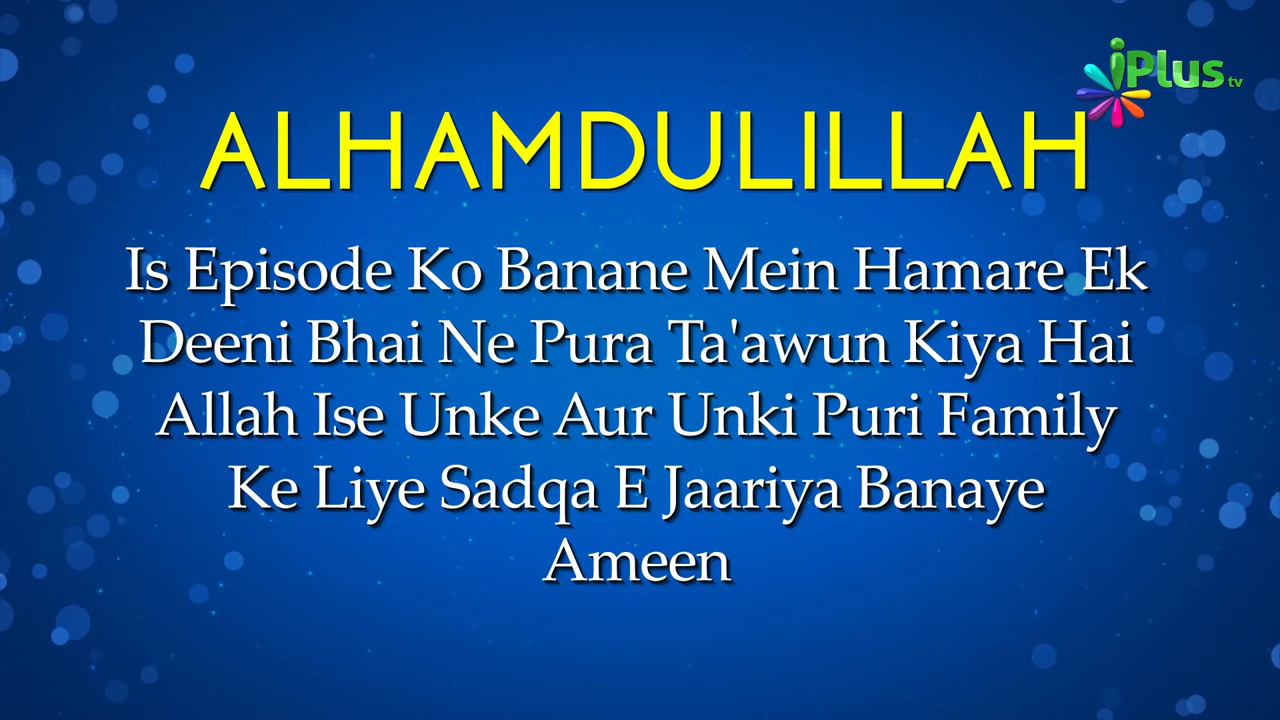 iPlus tv
ALHAMDULILLAH
Is Episode Ko Banane Mein Hamare Ek
Deeni Bhai Ne Pura Ta'awun Kiya Hai
Allah Ise Unke Aur Unki Puri Family
Ke Liye Sadqa E Jaariya Banaye
Ameen